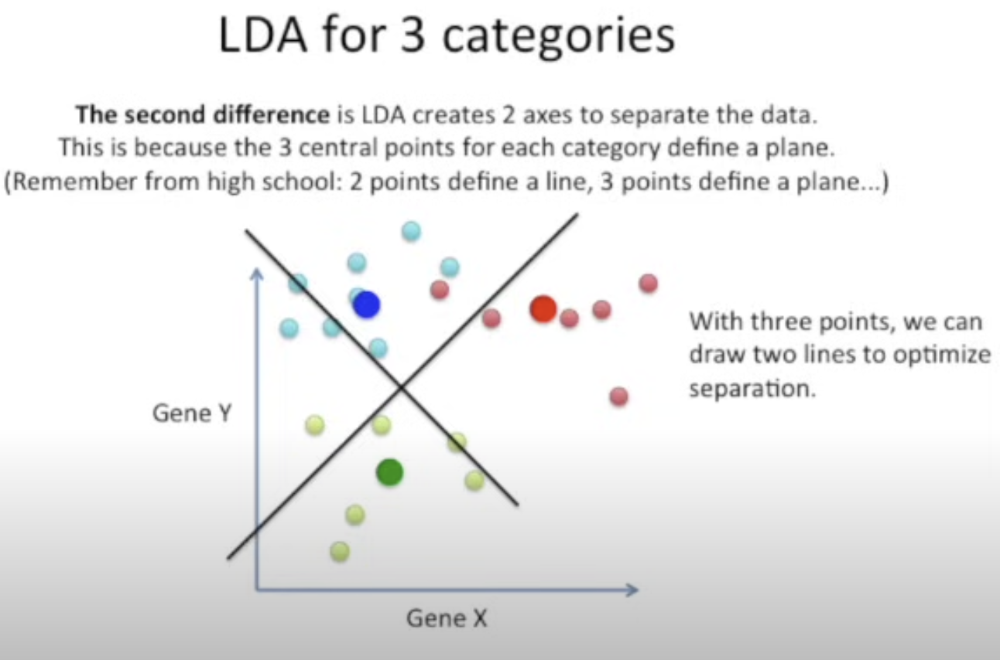 LDA for 3 categories
The second difference is LDA creates 2 axes to separate the data.
This is because the 3 central points for each category define a plane.
(Remember from high school: 2 points define a line, 3 points define a plane...)
With three points, we can
draw two lines to optimize
separation.
Gene Y
Gene X